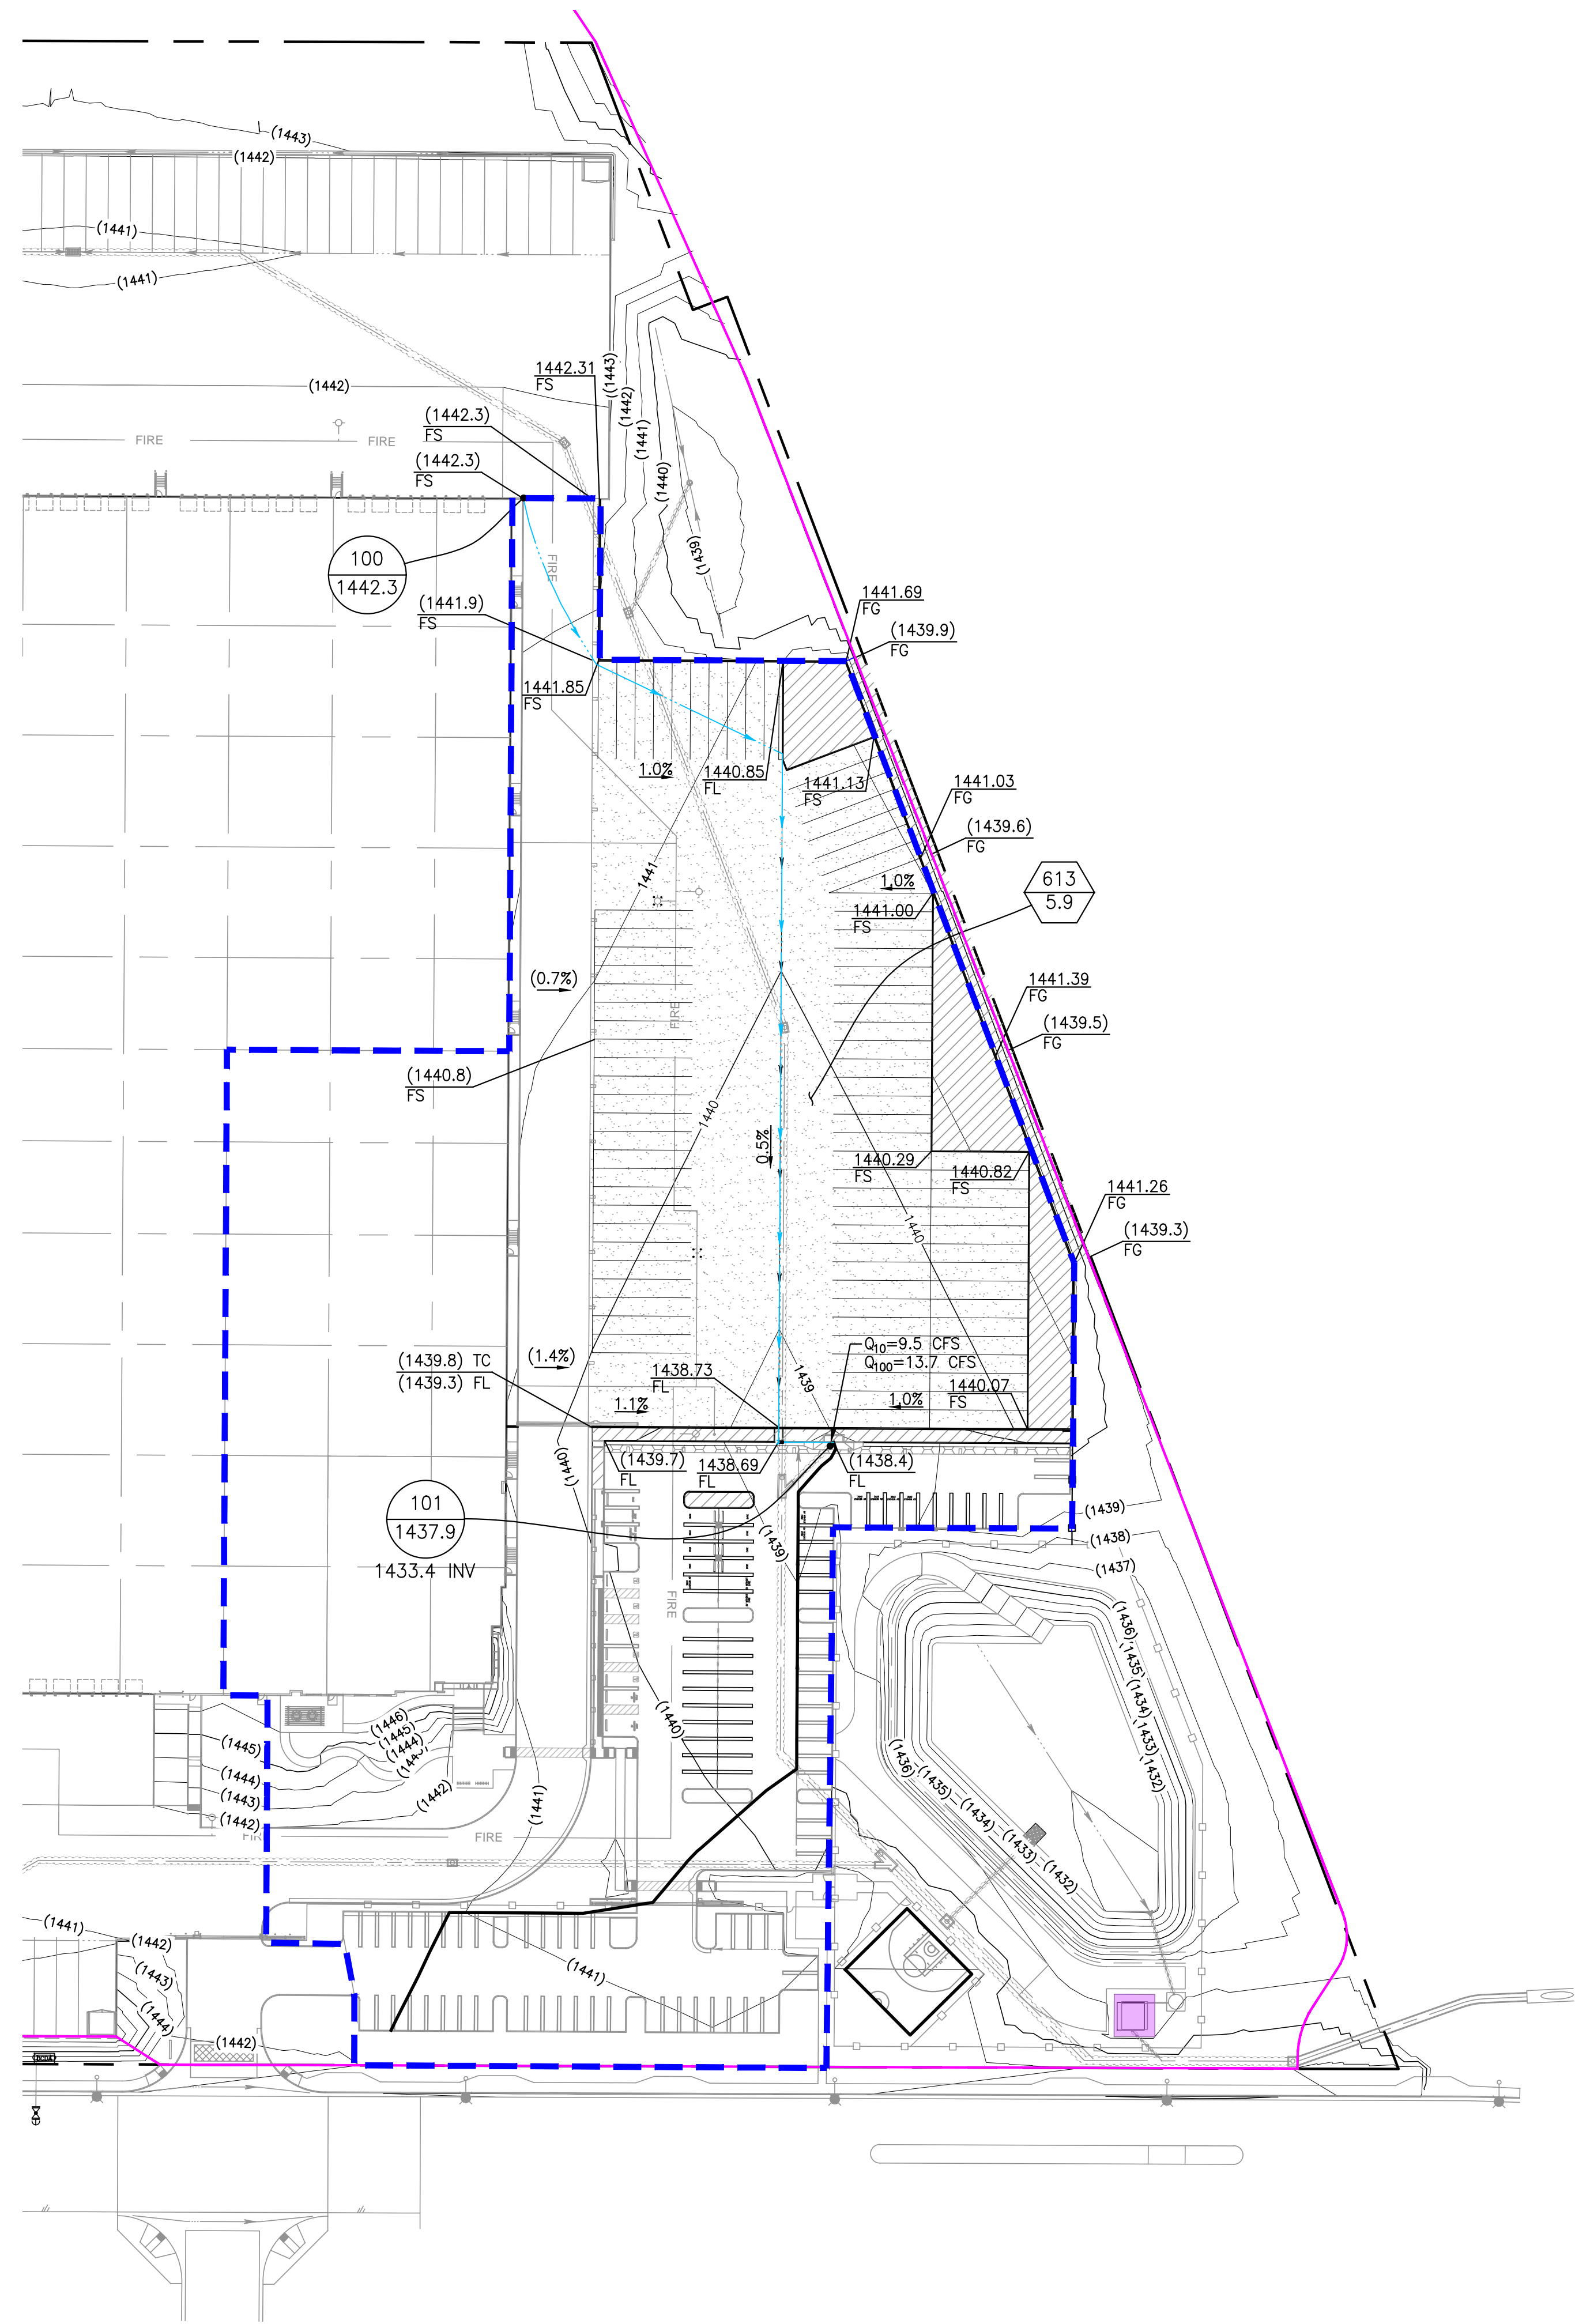 (1443)
(1442)
(1441)
(1441)
(1442)
FIRE
FIRE
1442.31
FS
(1442.3)
FS
(1442.3)
FS
(1443)
(1442)
(1441)
(1440)
(1439)
100
1442.3
FIRE
(1441.9)
FS
1441.85
FS
1441.69
FG
(1439.9)
FG
1.0%
1440.85
FL
1441.13
FS
1441.03
FG
(1439.6)
FG
613
5.9
1.0%
1441.00
FS
1441
(0.7%)
FIRE
1441.39
FG
(1439.5)
FG
(1440.8)
FS
1440
0.5%
1440.29
FS
1440.82
FS
1441.26
FG
(1439.3)
FG
1440
Q10=9.5 CFS
Q100=13.7 CFS
(1439.8) TC
(1439.3) FL
(1.4%)
1438.73
FL
1439
1440.07
FS
1.1%
1.0%
(1440)
(1439.7)
FL
1438.69
FL
(1438.4)
FL
101
1437.9
1433.4 INV
(1439)
(1439)
(1438)
(1437)
FIRE
(1436)
(1435)
(1434)
(1433)
(1432)
(1440)
(1446)
(1445)
(1444)
(1445)
(1444)
(1443)
(1442)
(1442)
(1441)
FIRE
FIRE
(1436)
(1435)
(1434)
(1433)
(1432)
(1441)
(1441)
(1442)
(1443)
(1444)
(1442)
DCDA